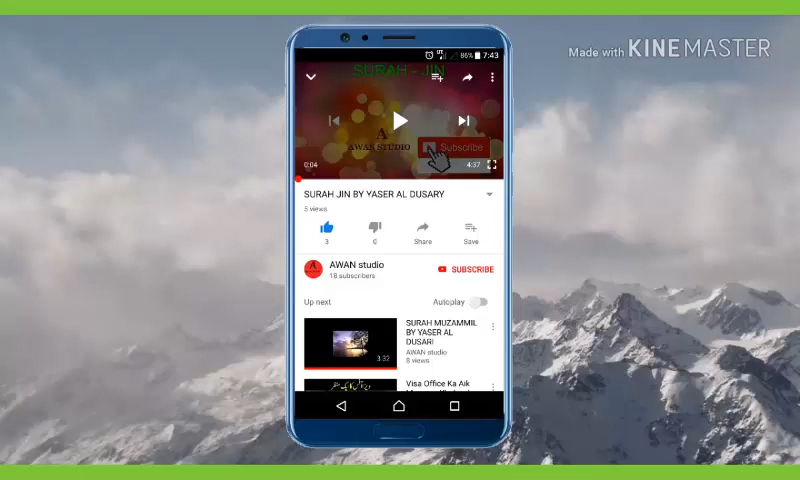 Made with KINEMASTER
LTE 86% 7:43
SURAH - JIN
A
AWAN STUDIO
Subscribe
0:04
4:37
SURAH JIN BY YASER AL DUSARY
5 views
3
0
Share
Save
AWAN studio
18 subscribers
SUBSCRIBE
Up next
Autoplay
SURAH MUZAMMIL
BY YASER AL
DUSARI
AWAN studio
8 views
3:32
Visa Office Ka Aik